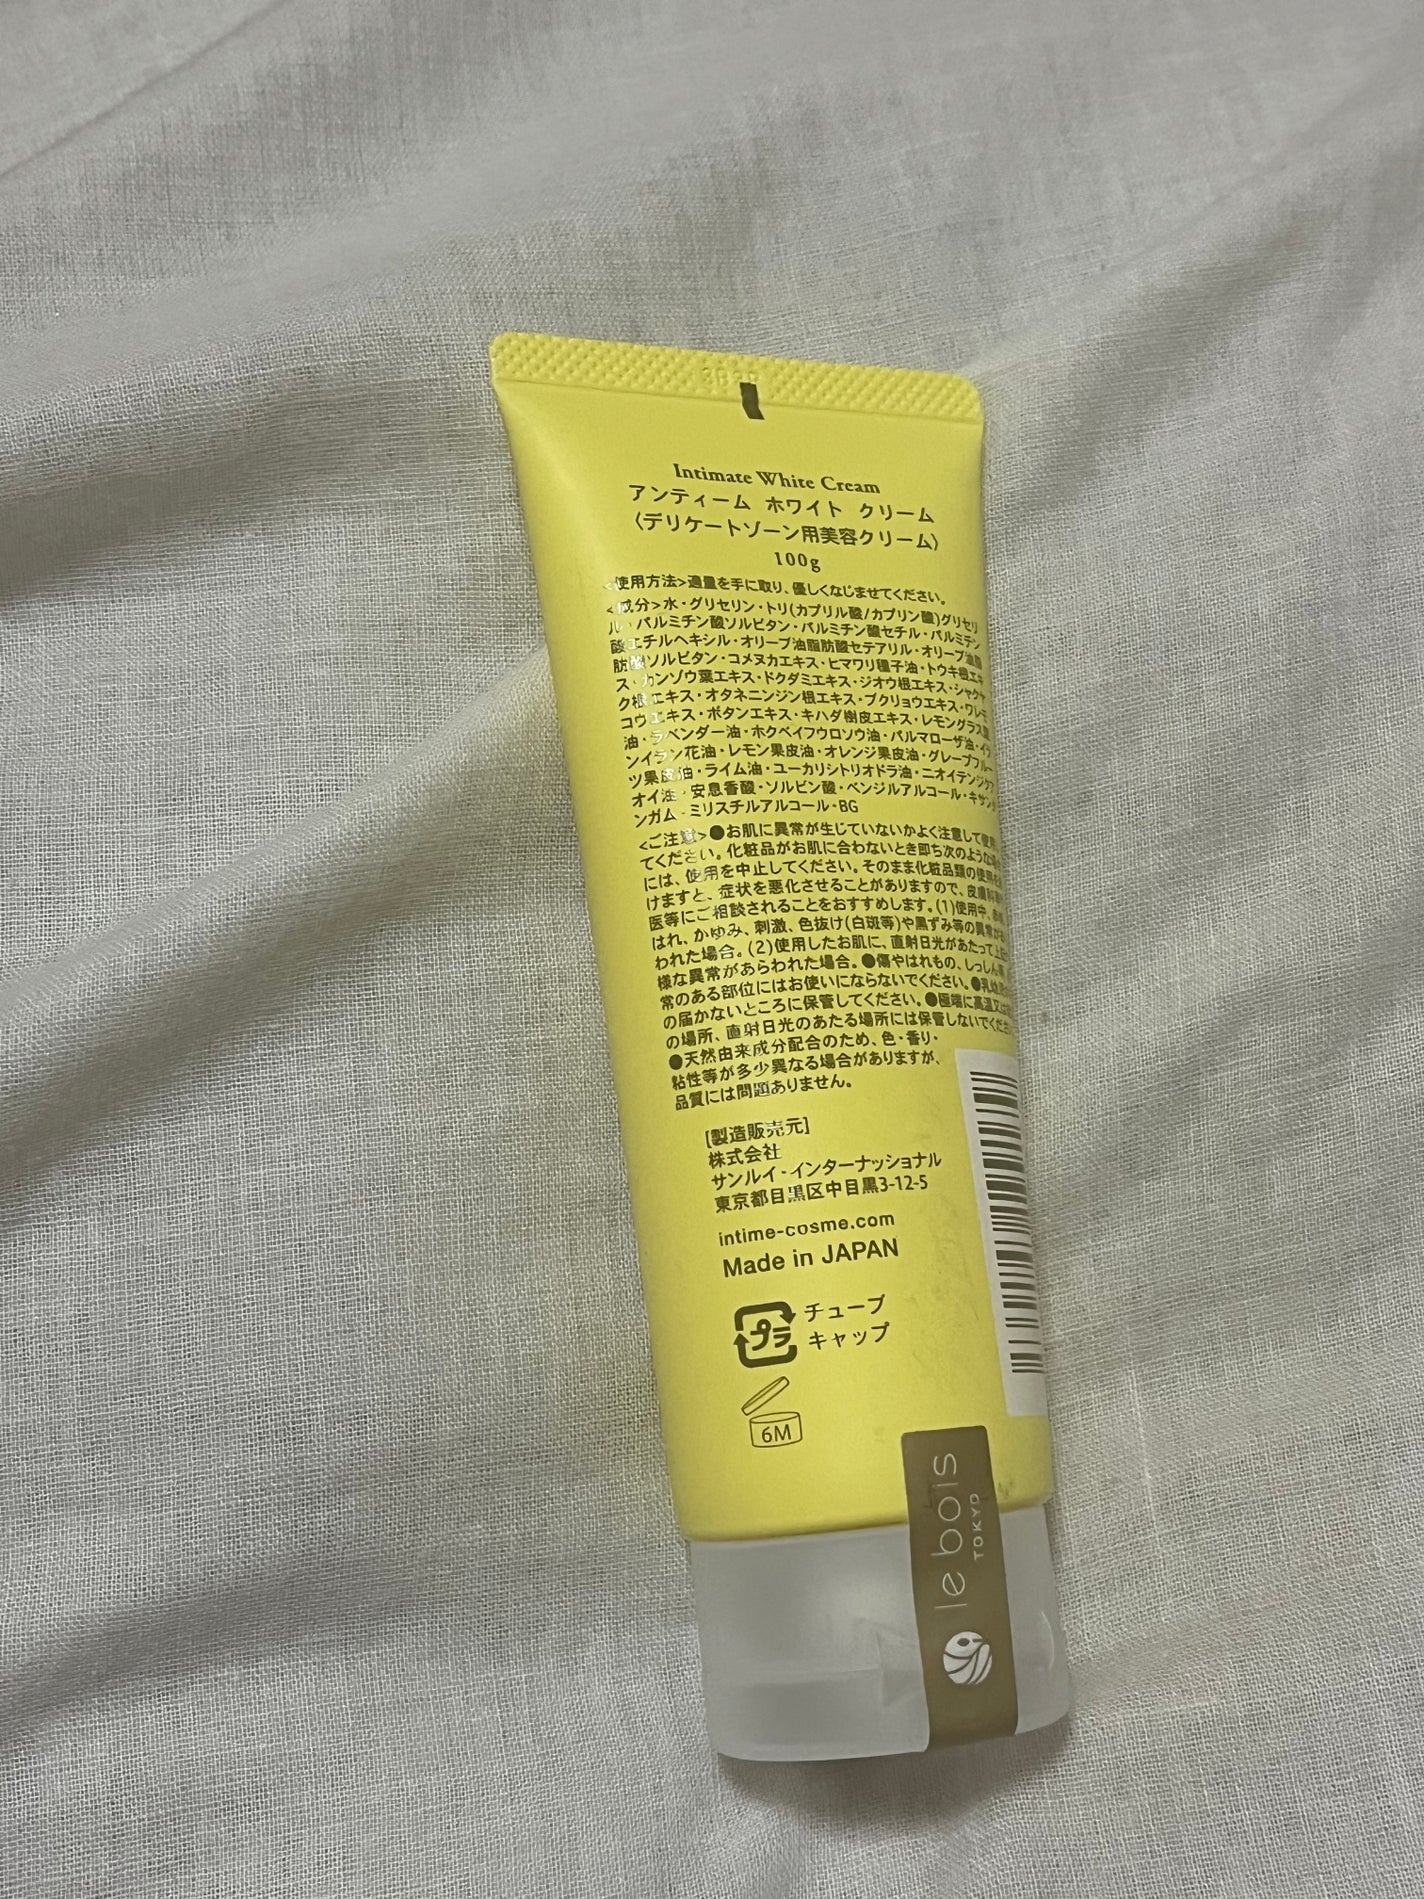 Intimate White Cream
アンティーム ホワイト クリーム
〈デリケートゾーン用美容クリーム〉
100g
<使用方法>適量を手に取り、優しくなじませてください。
<成分>水・グリセリン・トリ(カプリル酸/カプリン酸)グリセリ
ル・パルミチン酸ソルビタン・パルミチン酸セチル・パルミチン
酸エチルヘキシル・オリーブ油脂肪酸セテアリル・オリーブ油脂
肪酸ソルビタン・コメヌカエキス・ヒマワリ種子油・トウキ根エキ
ス・カンゾウ葉エキス・ドクダミエキス・ジオウ根エキス・シャクヤ
ク根エキス・オタネニンジン根エキス・ブクリョウエキス・ワレモ
コウエキス・ボタンエキス・キハダ樹皮エキス・レモングラス葉
油・ラベンダー油・ホクベイフウロソウ油・パルマローザ油・イラ
ンイラン花油・レモン果皮油・オレンジ果皮油・グレープフルー
ツ果皮油・ライム油・ユーカリシトリオドラ油・ニオイテンジクア
オイ油・安息香酸・ソルビン酸・ベンジルアルコール・キサンタ
ンガム・ミリスチルアルコール・BG
<ご注意>●お肌に異常が生じていないかよく注意して使用し
てください。化粧品がお肌に合わないとき即ち次のような場合
には、使用を中止してください。そのまま化粧品類の使用を続
けますと、症状を悪化させることがありますので、皮膚科専門
医等にご相談されることをおすすめします。(1)使用中、赤味、
はれ、かゆみ、刺激、色抜け(白斑等)や黒ずみ等の異常があら
われた場合。(2)使用したお肌に、直射日光があたって上記の
様な異常があらわれた場合。●傷やはれもの、しっしん等
常のある部位にはお使いにならないでください。●乳幼児の手
の届かないところに保管してください。●極端に高温又は
の場所、直射日光のあたる場所には保管しないでください
●天然由来成分配合のため、色・香り・
粘性等が多少異なる場合がありますが、
品質には問題ありません。
[製造販売元]
株式会社
サンルイ・インターナッショナル
東京都目黒区中目黒3-12-5
intime-cosme.com
Made in JAPAN
プラ
チューブ
キャップ
6M
le bois
TOKYO